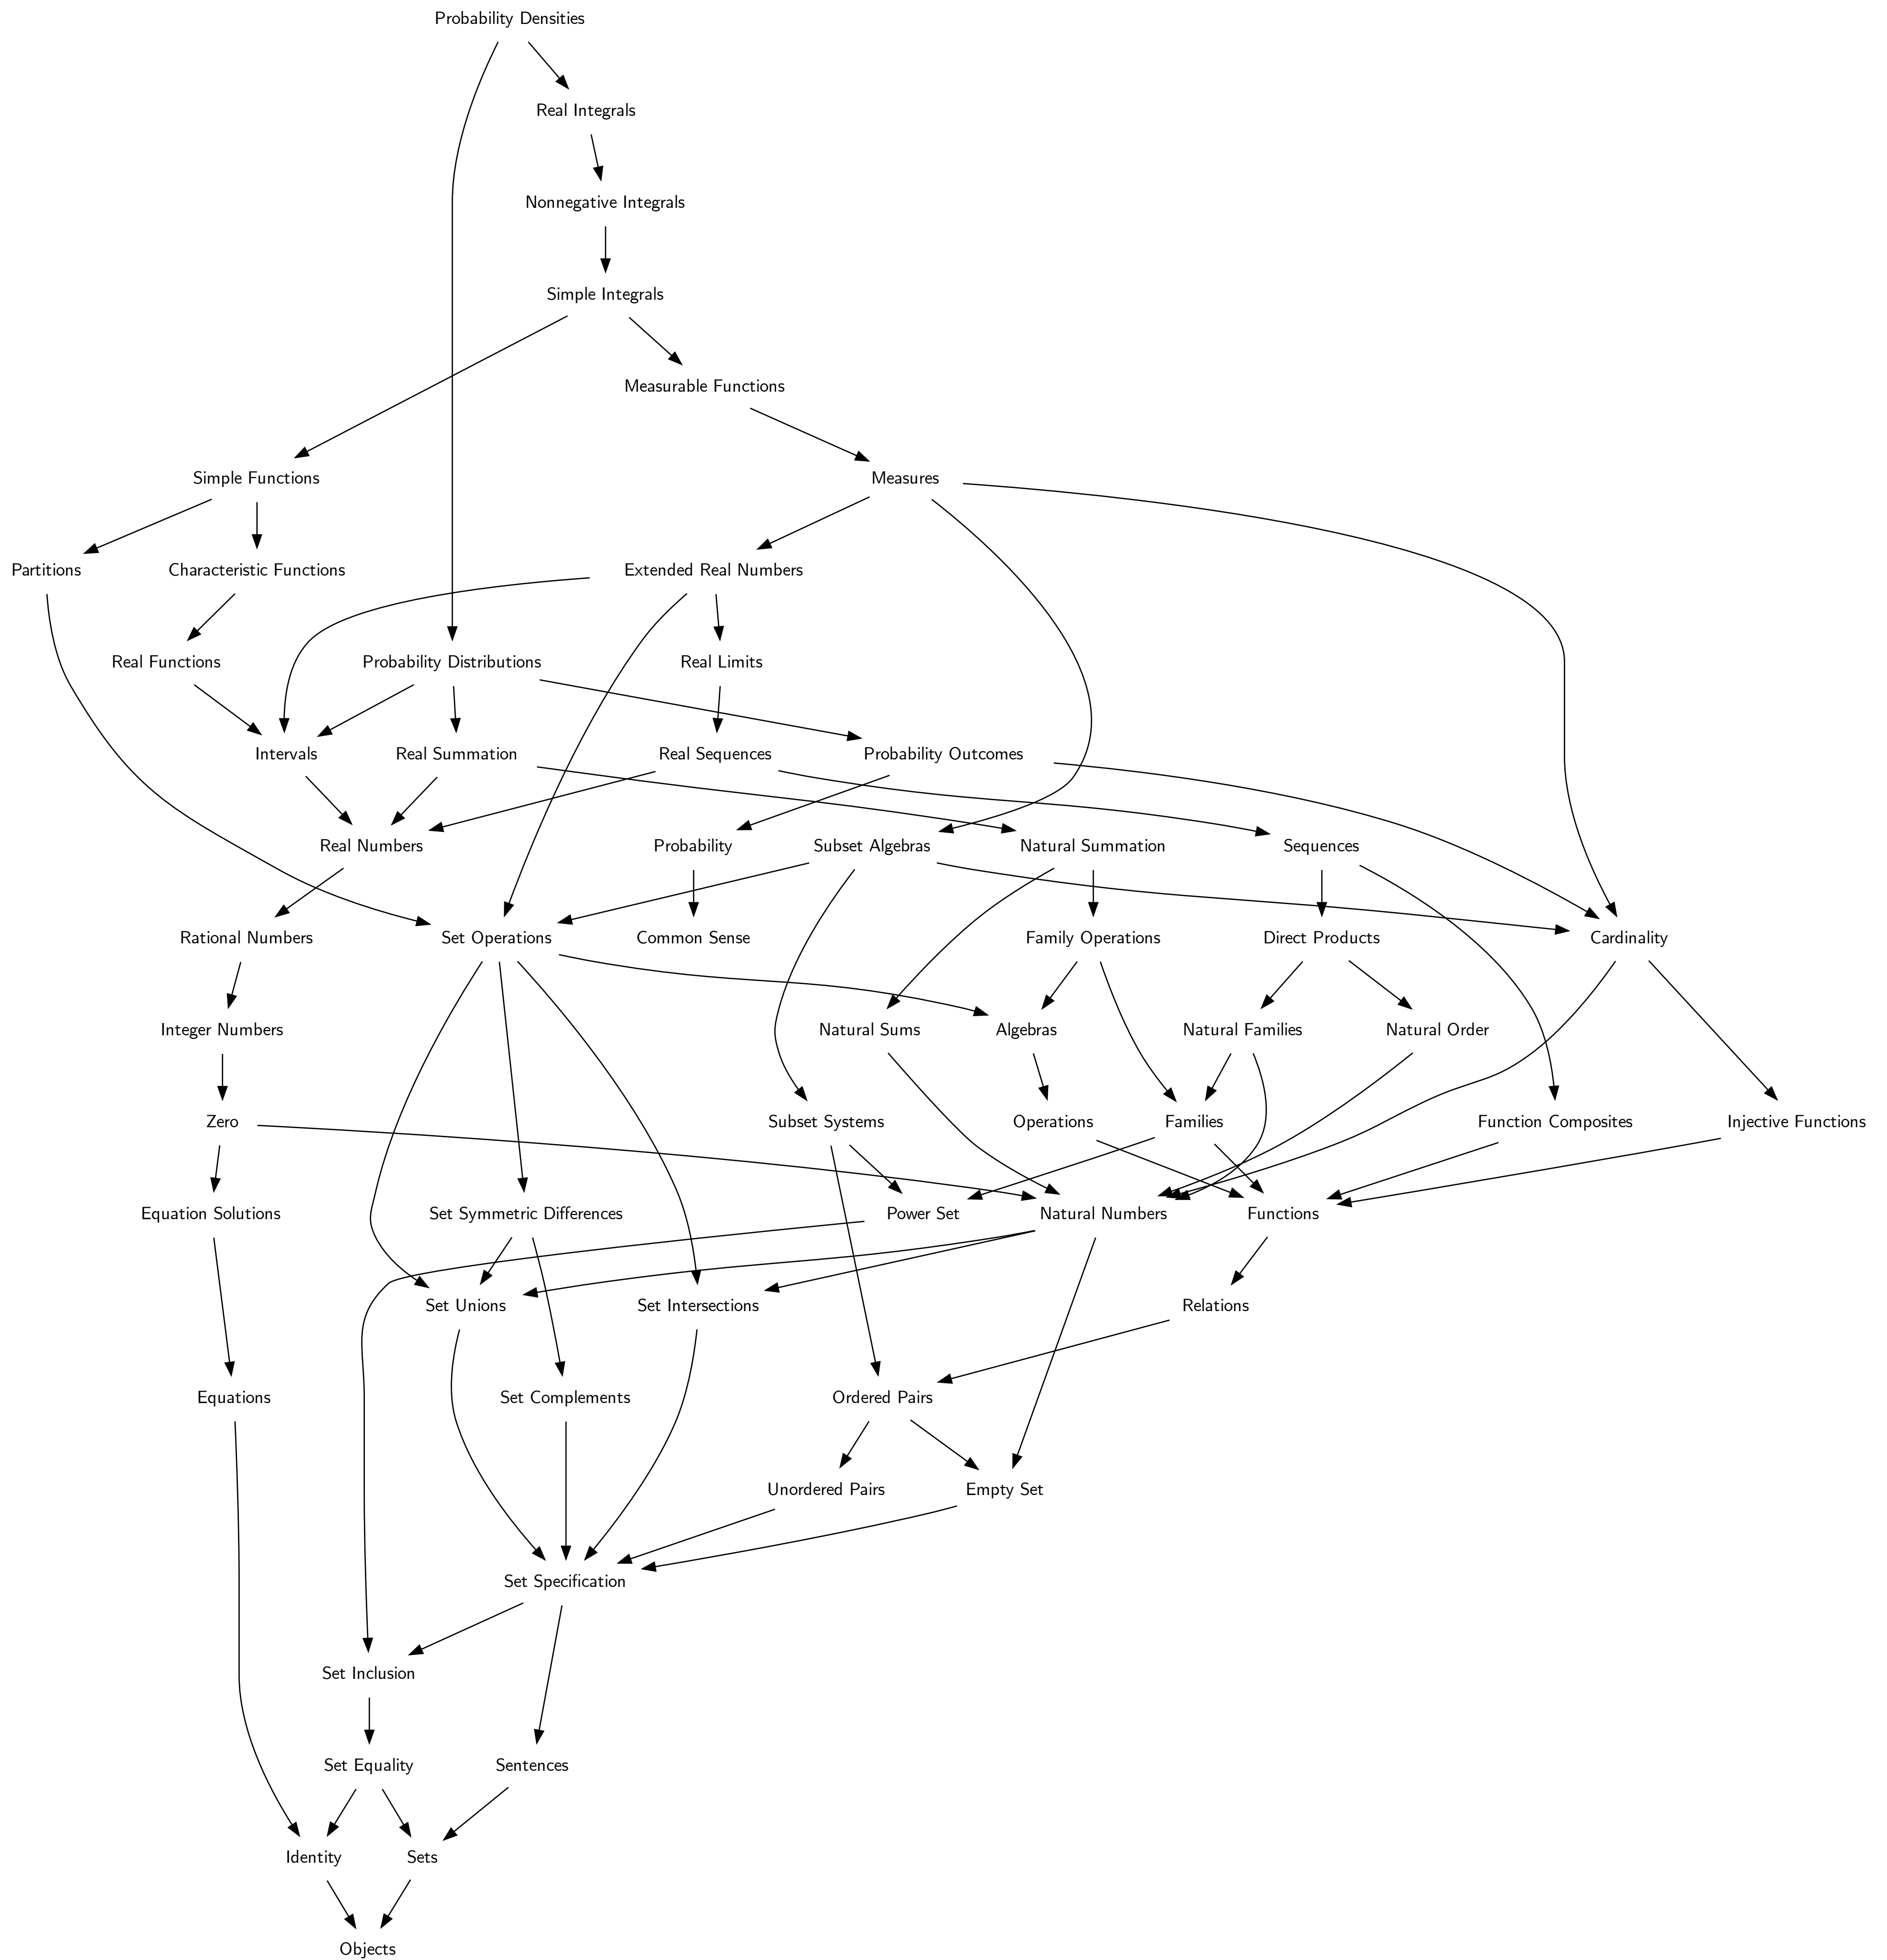 Probability Densities
Real Integrals
Nonnegative Integrals
Simple Integrals
Measurable Functions
Simple Functions
Measures
Partitions
Characteristic Functions
Extended Real Numbers
Real Functions
Probability Distributions
Real Limits
Intervals
Real Summation
Real Sequences
Probability Outcomes
Real Numbers
Probability
Subset Algebras
Natural Summation
Sequences
Rational Numbers
Set Operations
Common Sense
Family Operations
Direct Products
Cardinality
Integer Numbers
Natural Sums
Algebras
Natural Families
Natural Order
Zero
Subset Systems
Operations
Families
Function Composites
Injective Functions
Equation Solutions
Set Symmetric Differences
Power Set
Natural Numbers
Functions
Set Unions
Set Intersections
Relations
Equations
Set Complements
Ordered Pairs
Unordered Pairs
Empty Set
Set Specification
Set Inclusion
Set Equality
Sentences
Identity
Sets
Objects